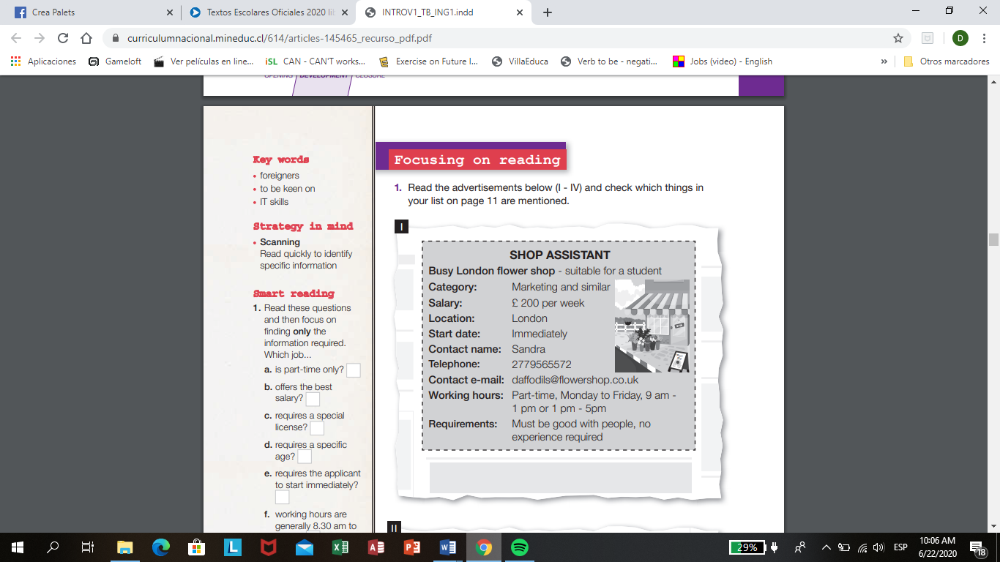 Crea Palets
Textos Escolares Oficiales 2020 lib
INTROV1_TB_ING1.indd
curriculumnacional.mineduc.cl/614/articles-145465_recurso_pdf.pdf
D
Aplicaciones
Gameloft
Ver películas en line...
iSL CAN - CAN'T works...
Exercise on Future I...
VillaEduca
Verb to be - negati...
Jobs (video) - English
»
Otros marcadores
OPENING DEVELOPMENT CLOSURE
Key words
• foreigners
• to be keen on
• IT skills
Strategy in mind
• Scanning
Read quickly to identify
specific information
Smart reading
1. Read these questions
and then focus on
finding only the
information required.
Which job...
a. is part-time only?
b. offers the best
salary?
c. requires a special
license?
d. requires a specific
age?
e. requires the applicant
to start immediately?
f. working hours are
generally 8.30 am to
Focusing on reading
1. Read the advertisements below (I - IV) and check which things in
your list on page 11 are mentioned.
I
SHOP ASSISTANT
Busy London flower shop - suitable for a student
Category: Marketing and similar
Salary: £ 200 per week
Location: London
Start date: Immediately
Contact name: Sandra
Telephone: 2779565572
Contact e-mail: daffodils@flowershop.co.uk
Working hours: Part-time, Monday to Friday, 9 am -
1 pm or 1 pm - 5pm
Requirements: Must be good with people, no
experience required
II
29%
ESP
10:06 AM
6/22/2020
18